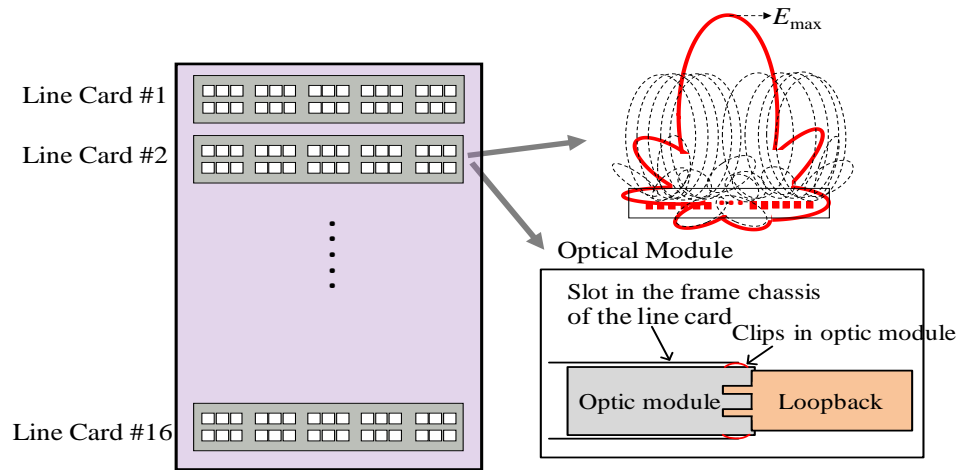 Line Card #1
Line Card #2
Line Card #16
E_max
Optical Module
Slot in the frame chassis
of the line card
Clips in optic module
Optic module
Loopback